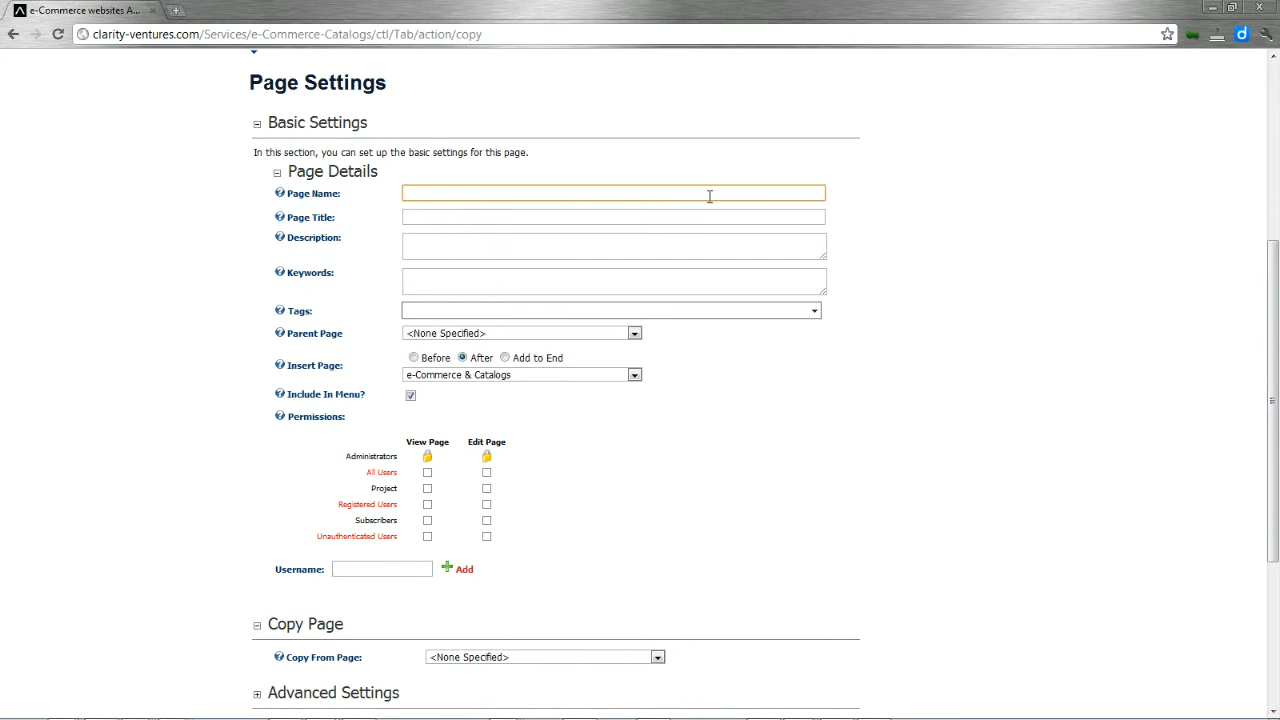 e-Commerce websites A...
clarity-ventures.com/Services/e-Commerce-Catalogs/ctl/Tab/action/copy
Page Settings
Basic Settings
In this section, you can set up the basic settings for this page.
Page Details
Page Name:
Page Title:
Description:
Keywords:
Tags:
Parent Page
<None Specified>
Insert Page:
Before After Add to End
e-Commerce & Catalogs
Include In Menu?
Permissions:
View Page Edit Page
Administrators
All Users
Project
Registered Users
Subscribers
Unauthenticated Users
Username:
Add
Copy Page
Copy From Page:
<None Specified>
Advanced Settings